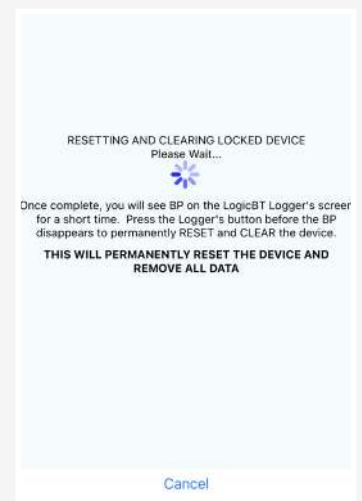 RESETTING AND CLEARING LOCKED DEVICE
Please Wait...
Once complete, you will see BP on the LogicBT Logger's screen
for a short time. Press the Logger's button before the BP
disappears to permanently RESET and CLEAR the device.
THIS WILL PERMANENTLY RESET THE DEVICE AND
REMOVE ALL DATA
Cancel